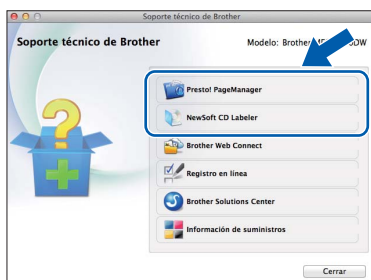 Soporte técnico de Brother
Soporte técnico de Brother
Modelo: Brother
DW
Presto! PageManager
NewSoft CD Labeler
Brother Web Connect
Registro en línea
Brother Solutions Center
Información de suministros
Cerrar